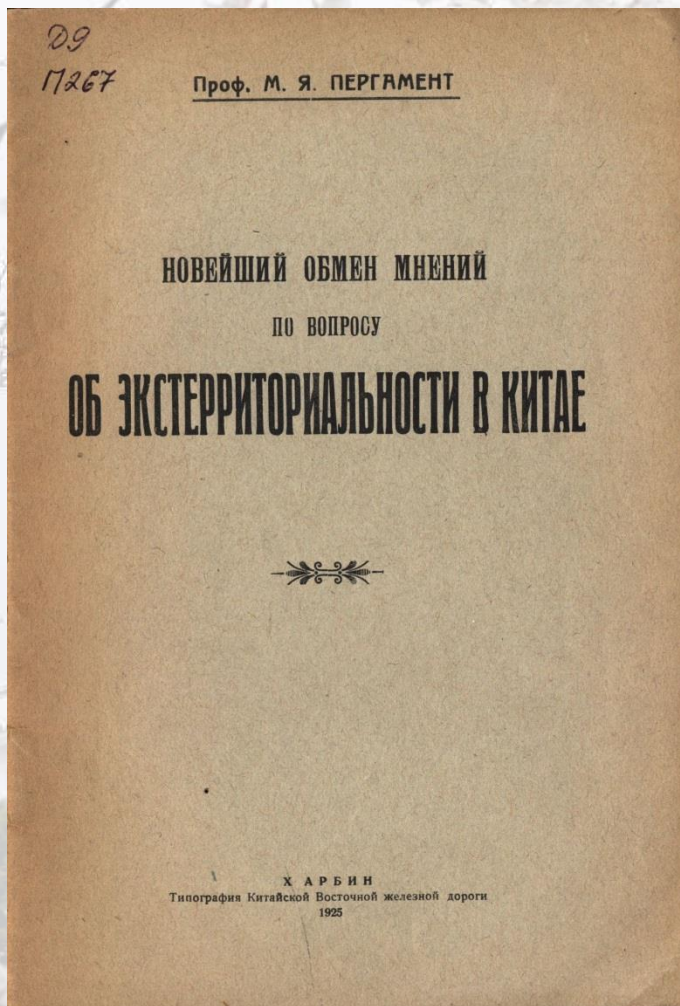 Д9
П267
Проф. М. Я. ПЕРГАМЕНТ
НОВЕЙШИЙ ОБМЕН МНЕНИЙ
ПО ВОПРОСУ
ОБ ЭКСТЕРРИТОРИАЛЬНОСТИ В КИТАЕ
ХАРБИН
Типография Китайской Восточной железной дороги
1925